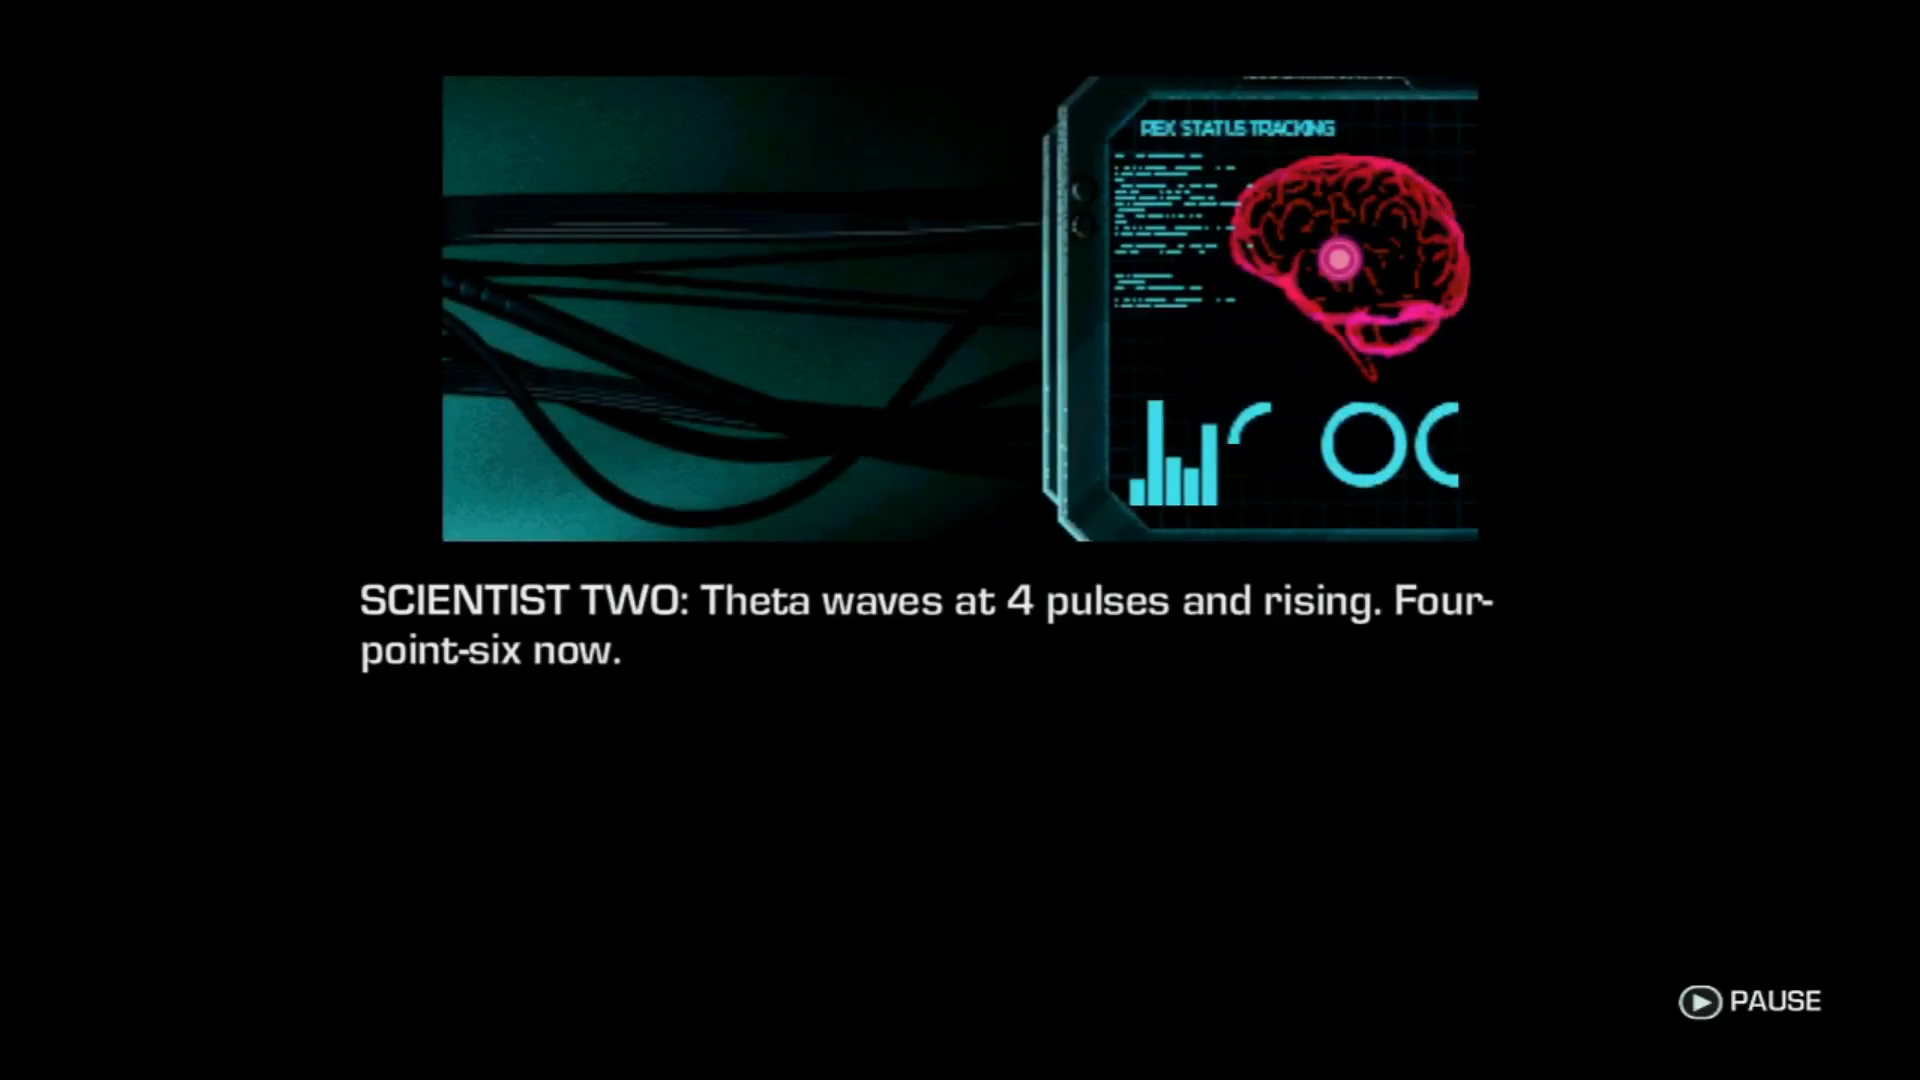 REX STATUS TRACKING
SCIENTIST TWO: Theta waves at 4 pulses and rising. Four-
point-six now.
PAUSE